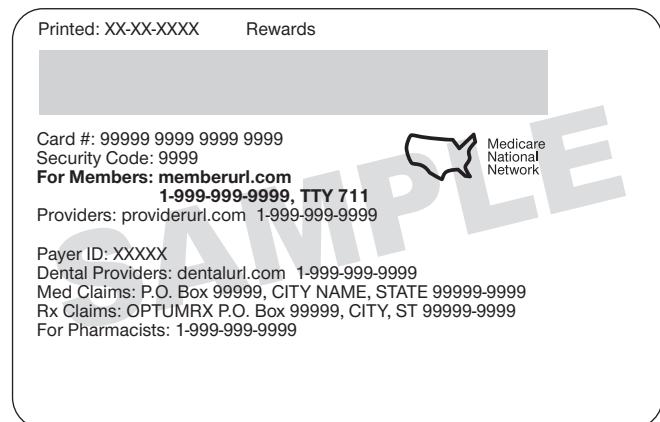 Printed: XX-XX-XXXX Rewards
Card #: 99999 9999 9999 9999
Security Code: 9999
For Members: memberurl.com
1-999-999-9999, TTY 711
Providers: providerurl.com 1-999-999-9999
Medicare
National
Network
Payer ID: XXXXX
Dental Providers: dentalurl.com 1-999-999-9999
Med Claims: P.O. Box 99999, CITY NAME, STATE 99999-9999
Rx Claims: OPTUMRX P.O. Box 99999, CITY, ST 99999-9999
For Pharmacists: 1-999-999-9999
SAMPLE